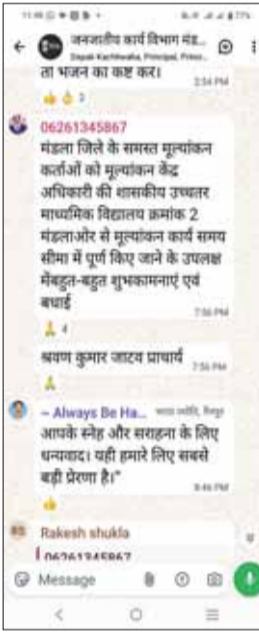 जनजातीय कार्य विभाग मंड...
Depak Kachhwaha, Principal, Princi...
ता भजन का कष्ट कर।
2:54 PM
3
06261345867
मंडला जिले के समस्त मूल्यांकन
कर्ताओं को मूल्यांकन केंद्र
अधिकारी की शासकीय उच्चतर
माध्यमिक विद्यालय क्रमांक 2
मंडलाओर से मूल्यांकन कार्य समय
सीमा में पूर्ण किए जाने के उपलक्ष
मेंबहुत-बहुत शुभकामनाएं एवं
बधाई
7:56 PM
4
श्रवण कुमार जाटव प्राचार्य
7:56 PM
~ Always Be Ha...
आपके स्नेह और सराहना के लिए
धन्यवाद। यही हमारे लिए सबसे
बड़ी प्रेरणा है।"
8:46 PM
RS Rakesh shukla
06261345867
Message